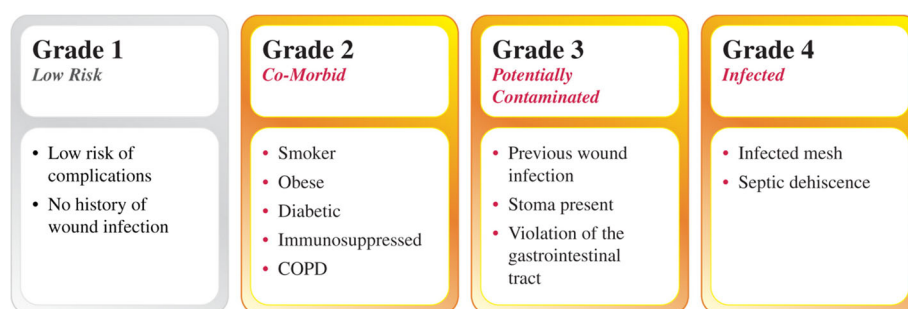 Grade 1
Low Risk
• Low risk of
complications
• No history of
wound infection
Grade 2
Co-Morbid
• Smoker
• Obese
• Diabetic
• Immunosuppressed
• COPD
Grade 3
Potentially
Contaminated
• Previous wound
infection
• Stoma present
• Violation of the
gastrointestinal
tract
Grade 4
Infected
• Infected mesh
• Septic dehiscence